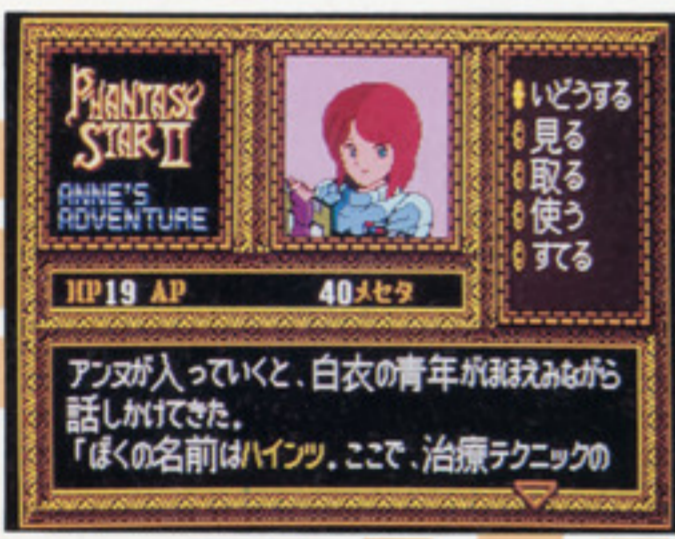 PHANTASY
STAR II
ANNE'S
ADVENTURE
いどうする
見る
取る
使う
すてる
HP19 AP 40メセタ
アンヌが入っていくと、白衣の青年がほほえみながら
話しかけてきた。
「ぼくの名前はハインツ。ここで、治療テクニックの